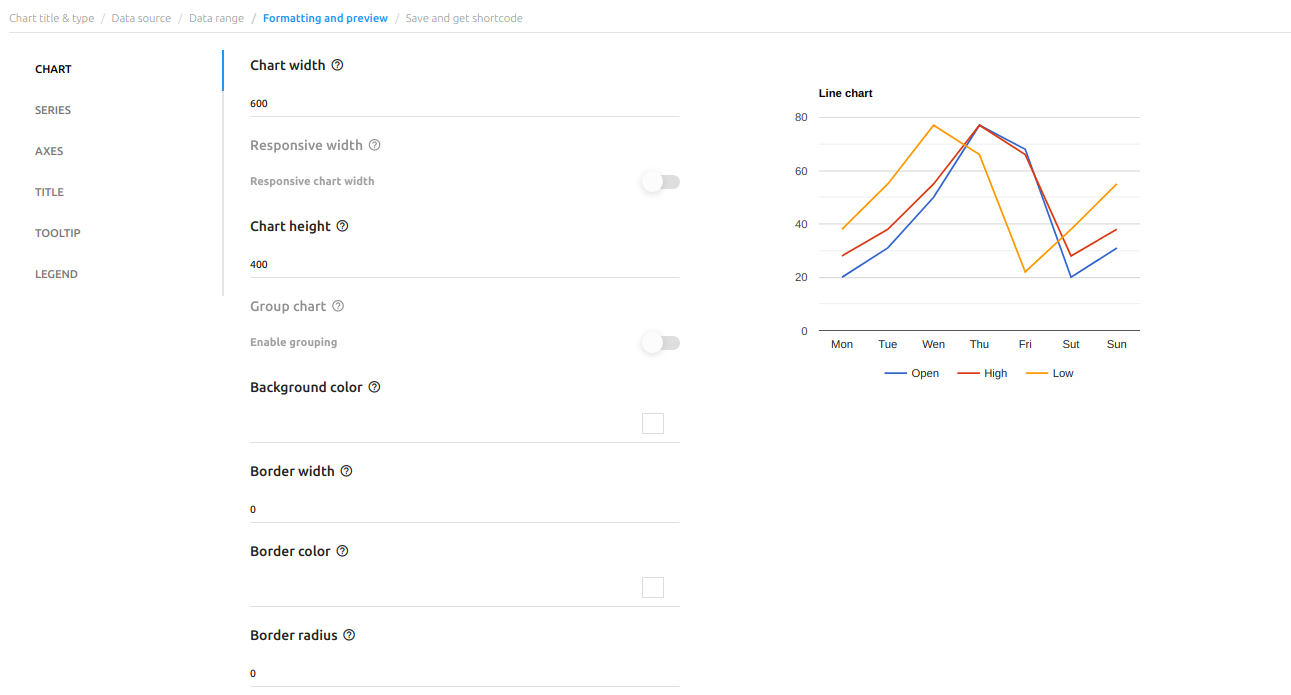 Chart title & type / Data source / Data range / Formatting and preview / Save and get shortcode
CHART
SERIES
AXES
TITLE
TOOLTIP
LEGEND
Chart width
600
Responsive width
Responsive chart width
Chart height
400
Group chart
Enable grouping
Background color
Border width
0
Border color
Border radius
0
Line chart
80
60
40
20
0
Mon Tue Wen Thu Fri Sut Sun
Open High Low